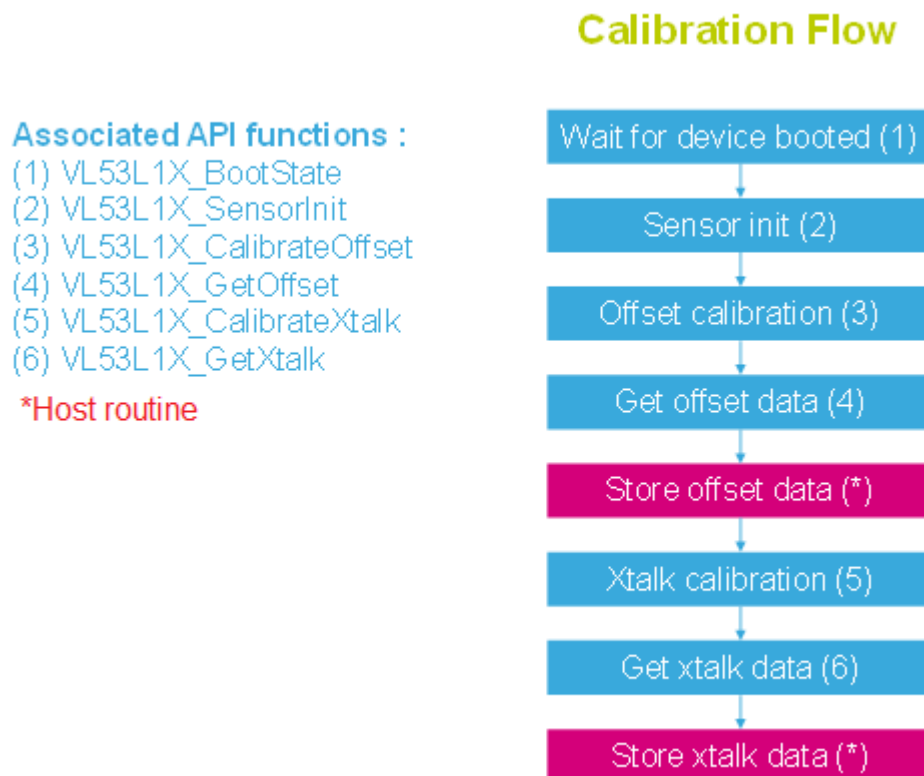 Calibration Flow
Associated API functions :
(1) VL53L1X_BootState
(2) VL53L1X_SensorInit
(3) VL53L1X_CalibrateOffset
(4) VL53L1X_GetOffset
(5) VL53L1X_CalibrateXtalk
(6) VL53L1X_GetXtalk
*Host routine
Wait for device booted (1)
Sensor init (2)
Offset calibration (3)
Get offset data (4)
Store offset data (*)
Xtalk calibration (5)
Get xtalk data (6)
Store xtalk data (*)